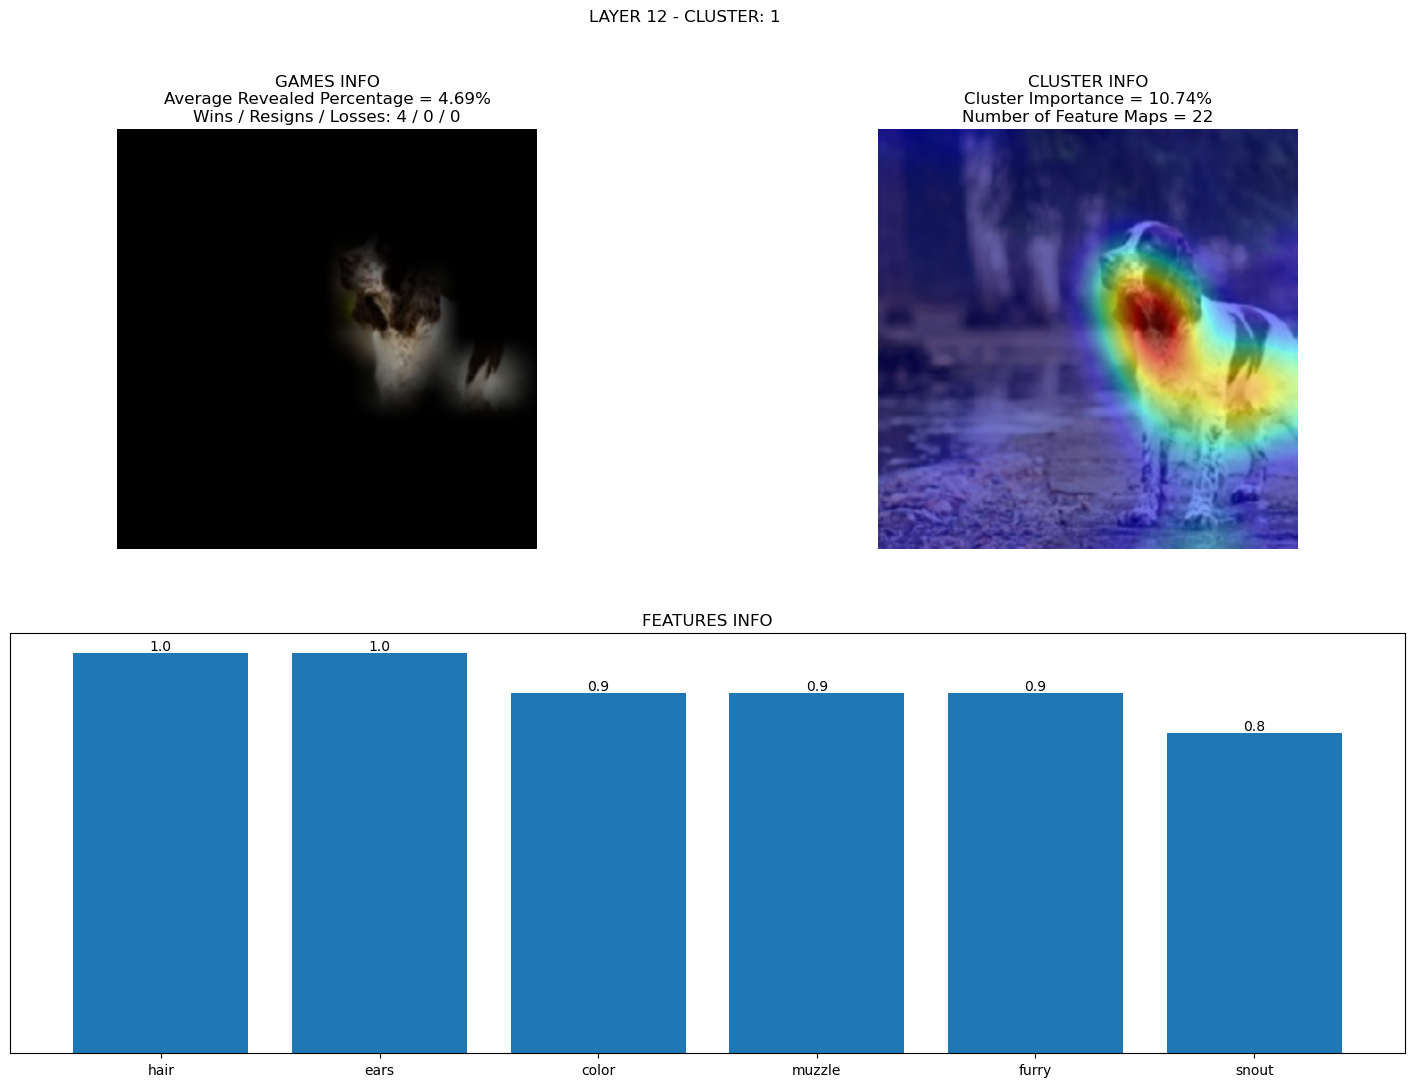 LAYER 12 - CLUSTER: 1
GAMES INFO
Average Revealed Percentage = 4.69%
Wins / Resigns / Losses: 4 / 0 / 0
CLUSTER INFO
Cluster Importance = 10.74%
Number of Feature Maps = 22
FEATURES INFO
1.0 1.0 0.9 0.9 0.9 0.8
hair ears color muzzle furry snout